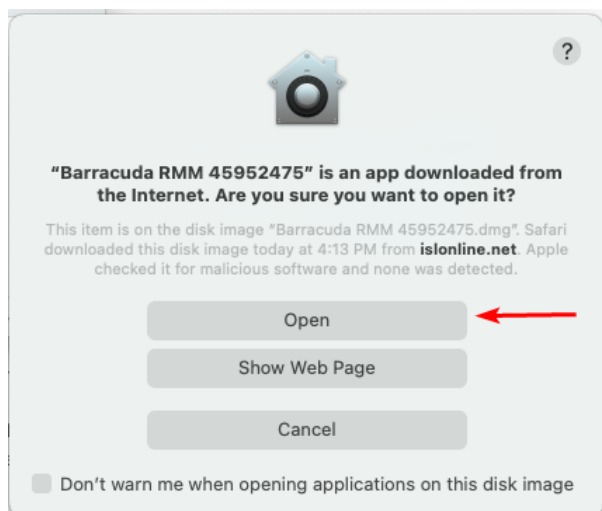 ?
“Barracuda RMM 45952475” is an app downloaded from
the Internet. Are you sure you want to open it?
This item is on the disk image “Barracuda RMM 45952475.dmg”. Safari
downloaded this disk image today at 4:13 PM from islonline.net. Apple
checked it for malicious software and none was detected.
Open
Show Web Page
Cancel
Don’t warn me when opening applications on this disk image